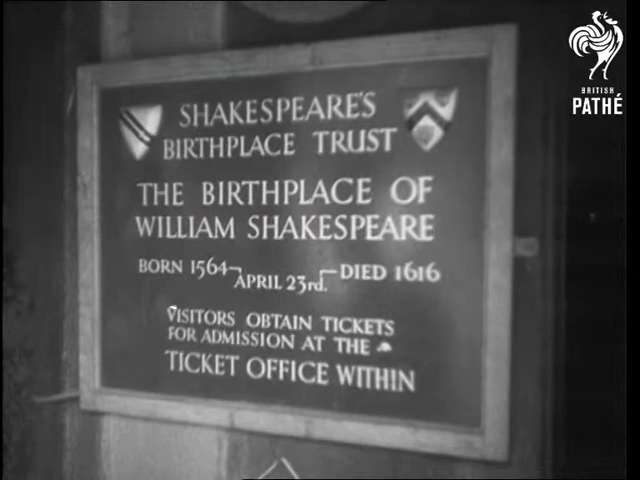 SHAKESPEARE'S
BIRTHPLACE TRUST
THE BIRTHPLACE OF
WILLIAM SHAKESPEARE
BORN 1564 APRIL 23rd. DIED 1616
VISITORS OBTAIN TICKETS
FOR ADMISSION AT THE
TICKET OFFICE WITHIN
BRITISH
PATHÉ